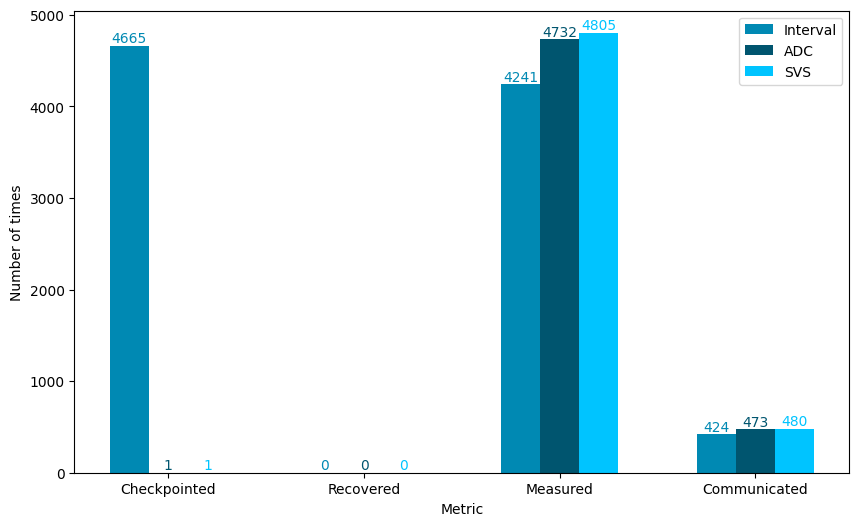 5000
4000
3000
2000
1000
0
Number of times
4665
1
1
0
0
0
4241
4732
4805
424
473
480
Interval
ADC
SVS
Checkpointed
Recovered
Measured
Communicated
Metric